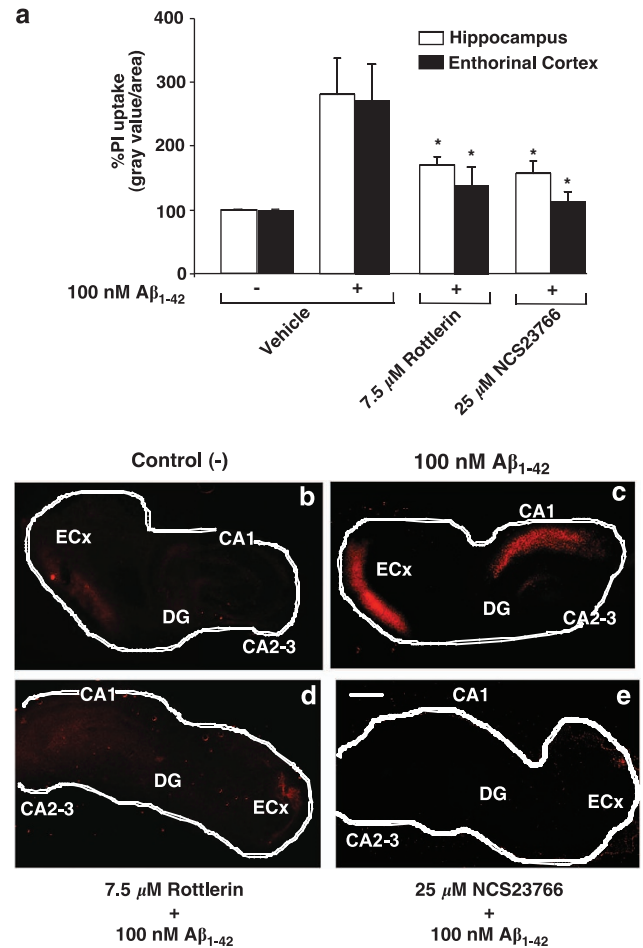 a
400
300
200
100
0
%PI uptake
(gray value/area)
Hippocampus
Enthorinal Cortex
* * * *
100 nM Aβ1-42 - + + +
Vehicle
7.5 µM Rottlerin
25 µM NCS23766
Control (-)
100 nM Aβ1-42
b
ECx
CA1
DG
CA2-3
c
CA1
ECx
DG
CA2-3
d
CA1
DG
ECx
CA2-3
e
CA1
DG
ECx
CA2-3
7.5 µM Rottlerin
+
100 nM Aβ1-42
25 µM NCS23766
+
100 nM Aβ1-42